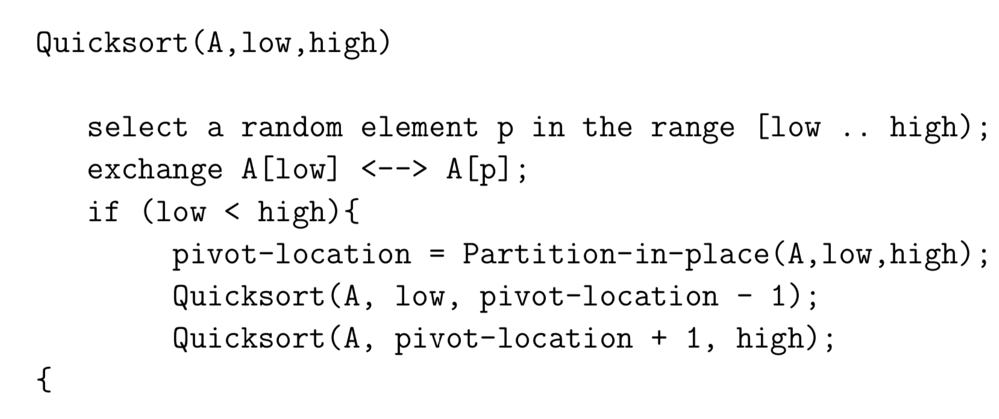 Quicksort(A,low,high)
select a random element p in the range [low .. high);
exchange A[low] <--> A[p];
if (low < high){
pivot-location = Partition-in-place(A,low,high);
Quicksort(A, low, pivot-location - 1);
Quicksort(A, pivot-location + 1, high);
{